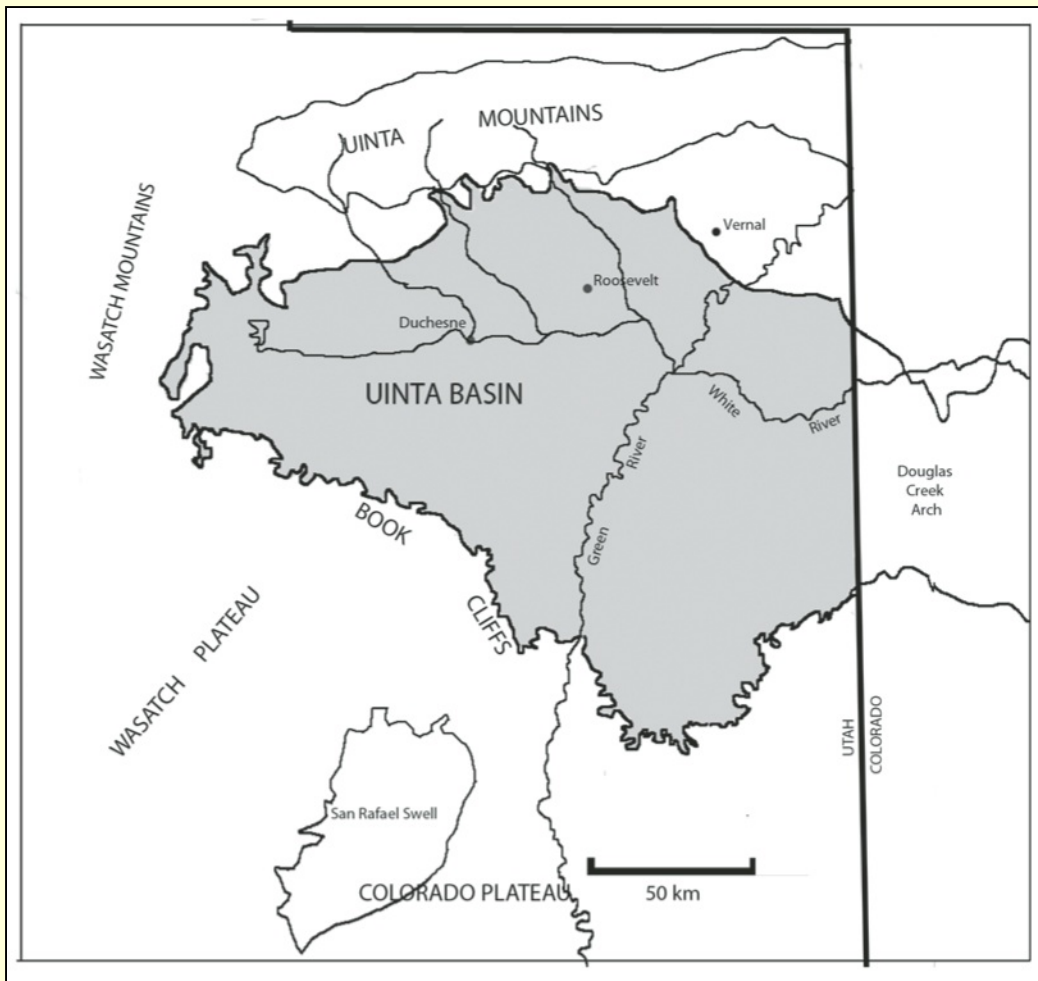 UINTA
MOUNTAINS
WASATCH MOUNTAINS
Vernal
Roosevelt
Duchesne
UINTA BASIN
White
River
River
Green
Douglas
Creek
Arch
BOOK
CLIFFS
WASATCH PLATEAU
UTAH
COLORADO
San Rafael Swell
COLORADO PLATEAU
50 km